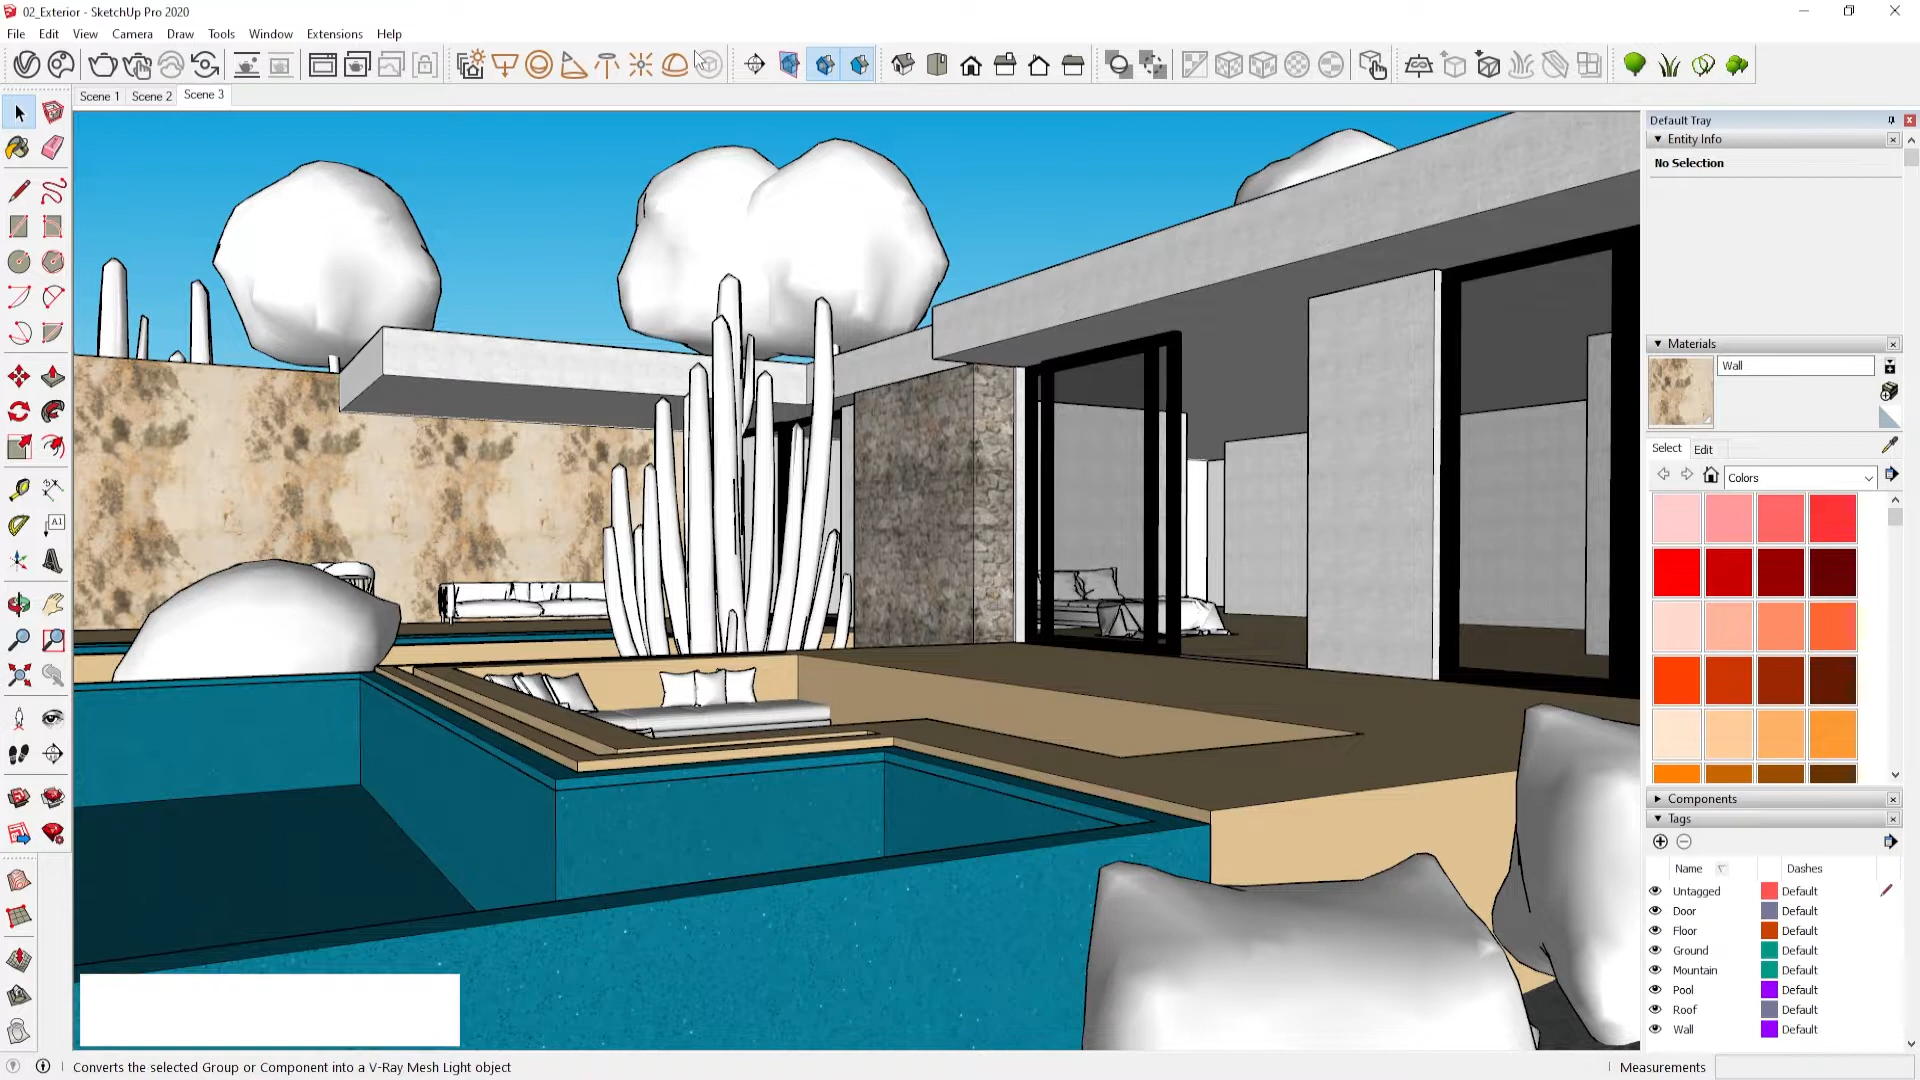 02_Exterior - SketchUp Pro 2020
File Edit View Camera Draw Tools Window Extensions Help
Scene 1 Scene 2 Scene 3
Default Tray
Entity Info
No Selection
Materials
Wall
Select Edit
Colors
Components
Tags
Name Dashes
Untagged Default
Door Default
Floor Default
Ground Default
Mountain Default
Pool Default
Roof Default
Wall Default
A1
Converts the selected Group or Component into a V-Ray Mesh Light object
Measurements